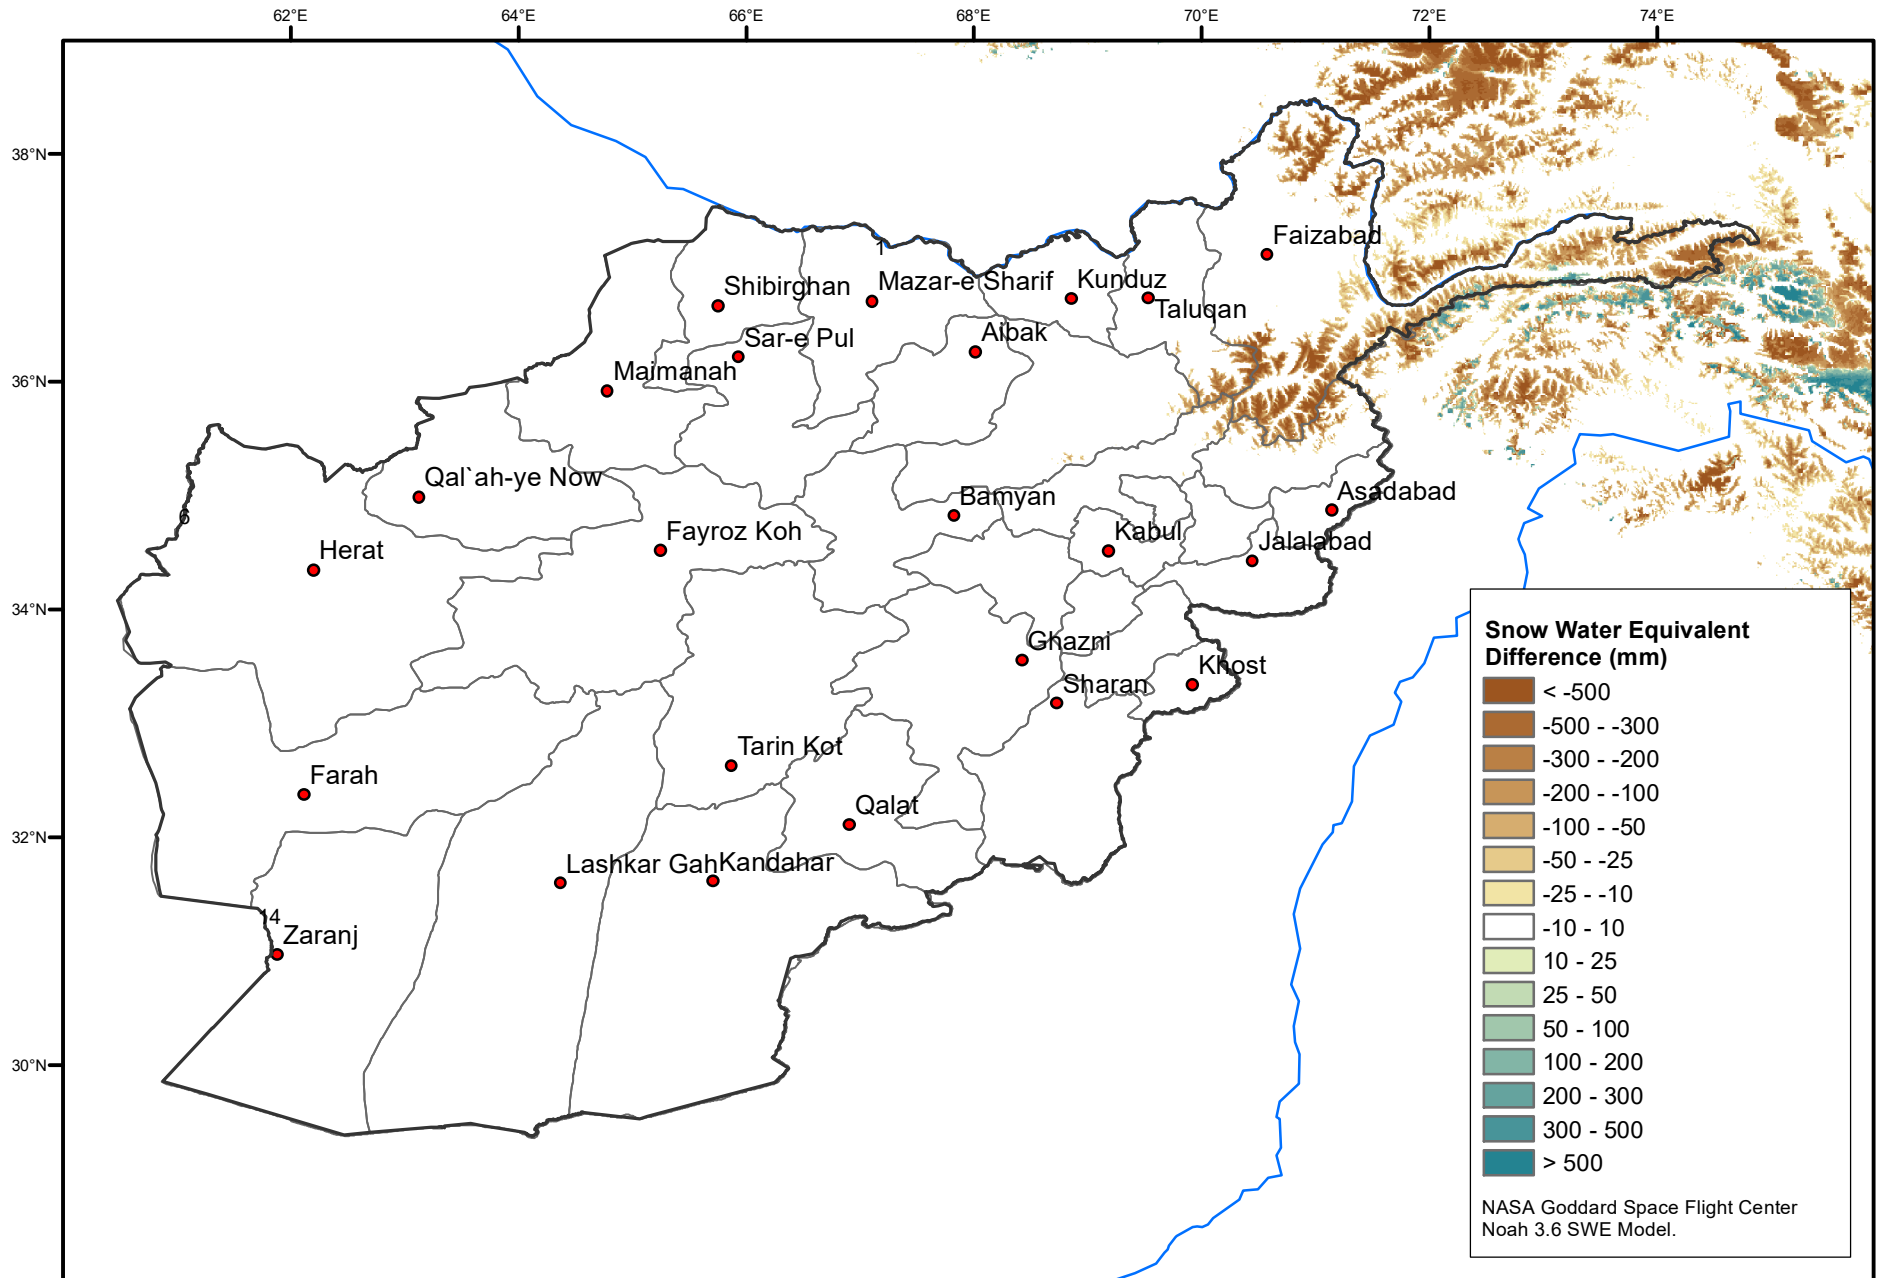 62°E 64°E 66°E 68°E 70°E 72°E 74°E
38°N
36°N
34°N
32°N
30°N
1
6
14
Faizabad
Shibirghan
Mazar-e Sharif
Kunduz
Taluqan
Sar-e Pul
Aibak
Maimanah
Qal`ah-ye Now
Bamyan
Asadabad
Herat
Fayroz Koh
Kabul
Jalalabad
Ghazni
Khost
Sharan
Tarin Kot
Farah
Qalat
Lashkar Gah
Kandahar
Zaranj
Snow Water Equivalent
Difference (mm)
< -500
-500 - -300
-300 - -200
-200 - -100
-100 - -50
-50 - -25
-25 - -10
-10 - 10
10 - 25
25 - 50
50 - 100
100 - 200
200 - 300
300 - 500
> 500
NASA Goddard Space Flight Center
Noah 3.6 SWE Model.